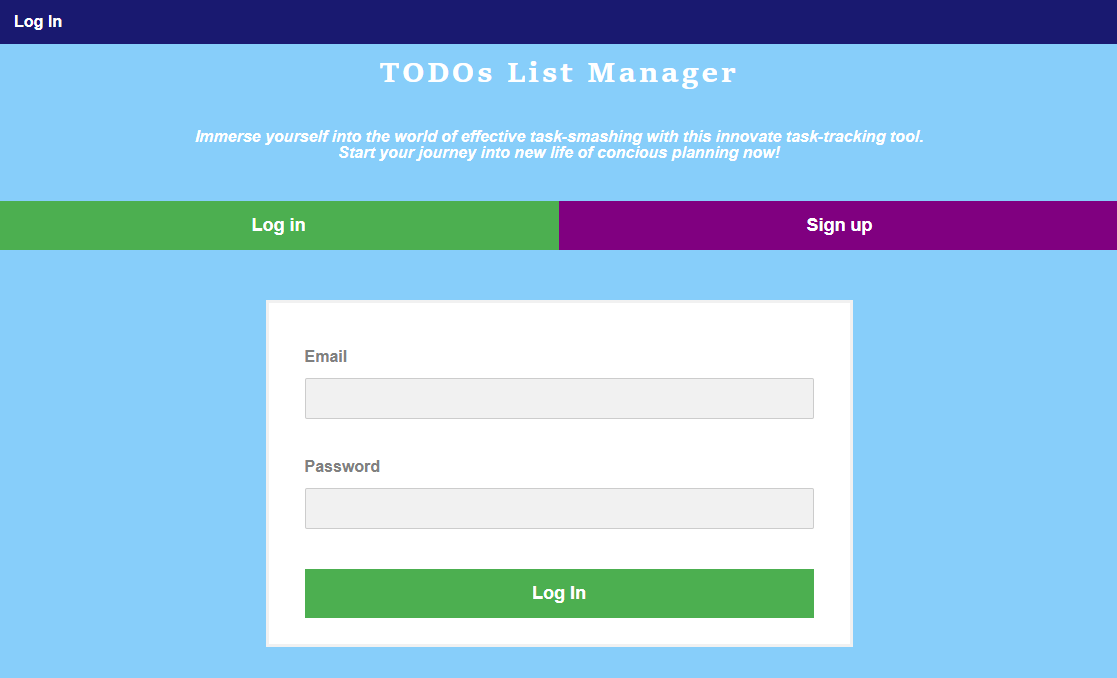 Log In
TODOs List Manager
Immerse yourself into the world of effective task-smashing with this innovate task-tracking tool.
Start your journey into new life of concious planning now!
Log in
Sign up
Email
Password
Log In